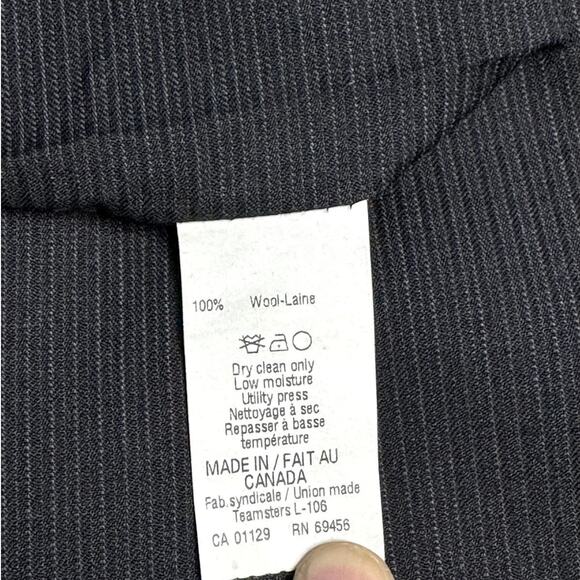 100% Wool-Laine
Dry clean only
Low moisture
Utility press
Nettoyage à sec
Repasser à basse
température
MADE IN / FAIT AU
CANADA
Fab.syndicale / Union made
Teamsters L-106
CA 01129 RN 69456